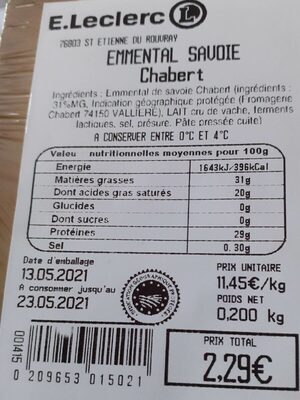 E.Leclerc L
76803 ST ETIENNE DU ROUVRAY
EMMENTAL SAVOIE
Chabert
Ingrédients : Emmental de savoie Chabert (ingrédients :
31%MG, Indication géographique protégée (Fromagerie
Chabert 74150 VALLIERE), LAIT cru de vache, ferments
lactiques, sel, présure. Pâte pressée cuite)
A CONSERVER ENTRE 0°C ET 4°C
Valeu nutritionnelles moyennes pour 100g
Energie 1643kJ/396kCal
Matières grasses 31g
Dont acides gras saturés 20g
Glucides 0g
Dont sucres 0g
Protéines 29g
Sel 0.30g
Date d'emballage
13.05.2021
A consommer jusqu'au
23.05.2021
PRIX UNITAIRE
11,45€/kg
POIDS NET
0,200 kg
001415
0 209653 015021
PRIX TOTAL
2,29€